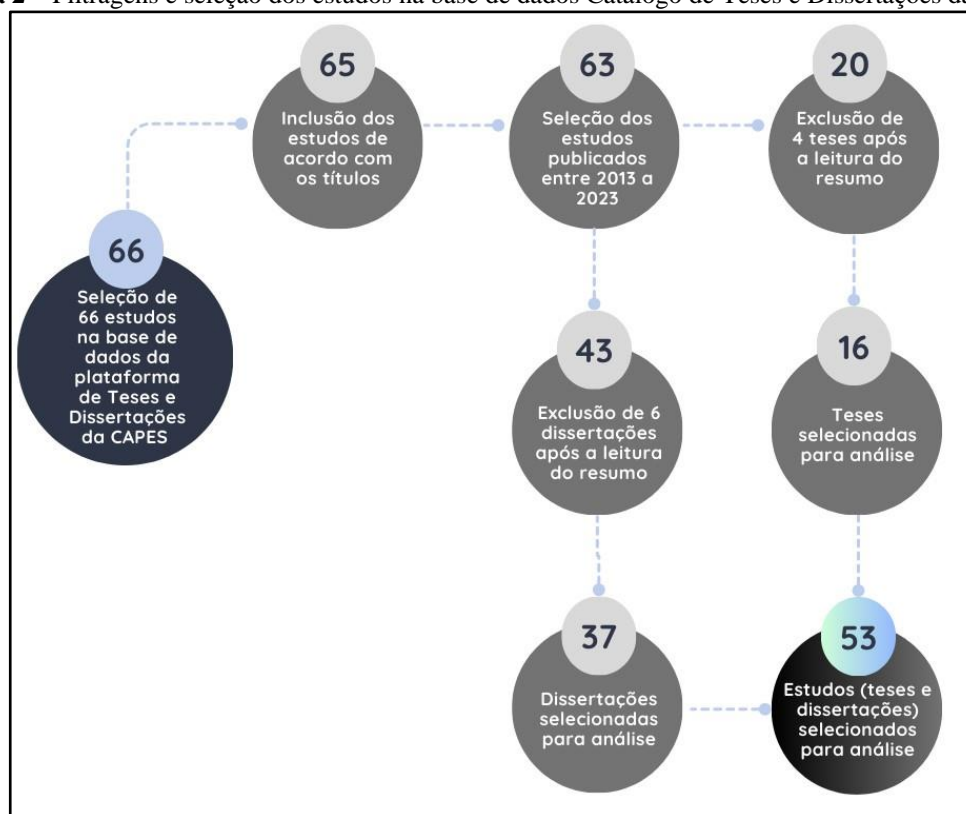 2 – Filtragens e seleção dos estudos na base de dados Catálogo de Teses e Dissertações da
65
Inclusão dos
estudos de
acordo com
os títulos
63
Seleção dos
estudos
publicados
entre 2013 a
2023
20
Exclusão de
4 teses após
a leitura do
resumo
66
Seleção de
66 estudos
na base de
dados da
plataforma
de Teses e
Dissertações
da CAPES
43
Exclusão de 6
dissertações
após a leitura
do resumo
16
Teses
selecionadas
para análise
37
Dissertações
selecionadas
para análise
53
Estudos (teses e
dissertações)
selecionados
para análise